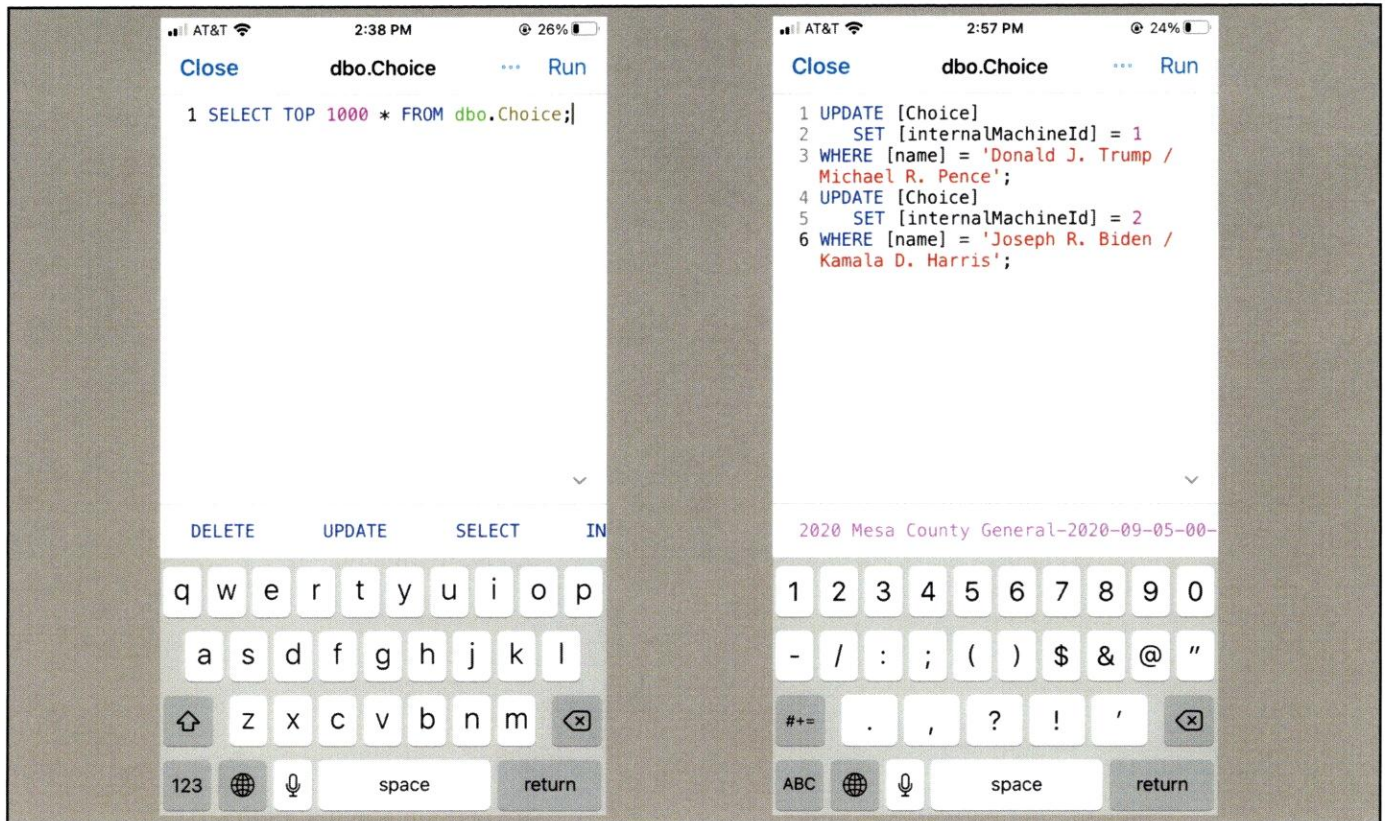 AT&T 2:38 PM 26%
Close dbo.Choice ... Run
1 SELECT TOP 1000 * FROM dbo.Choice;
DELETE UPDATE SELECT IN
q w e r t y u i o p
a s d f g h j k l
z x c v b n m
123 space return
AT&T 2:57 PM 24%
Close dbo.Choice ... Run
1 UPDATE [Choice]
2 SET [internalMachineId] = 1
3 WHERE [name] = 'Donald J. Trump /
Michael R. Pence';
4 UPDATE [Choice]
5 SET [internalMachineId] = 2
6 WHERE [name] = 'Joseph R. Biden /
Kamala D. Harris';
2020 Mesa County General-2020-09-05-00-
1 2 3 4 5 6 7 8 9 0
- / : ; ( ) $ & @ "
#+= . , ? ! '
ABC space return